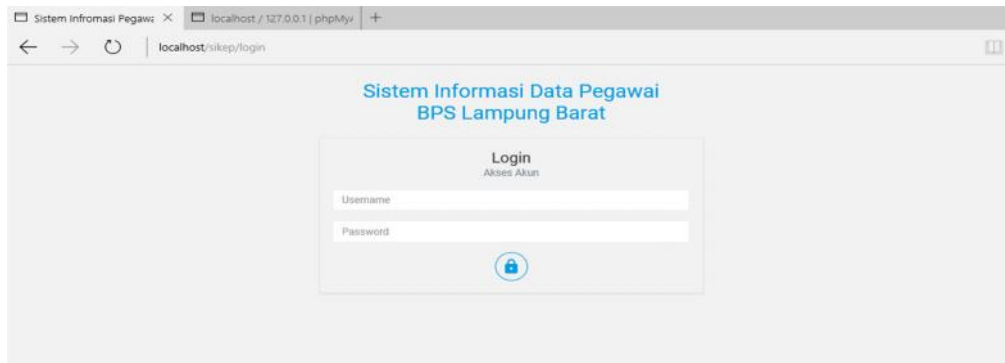 Sistem Infromasi Pegawa
localhost / 127.0.0.1 | phpMyA
localhost/sikep/login
Sistem Informasi Data Pegawai
BPS Lampung Barat
Login
Akses Akun
Username
Password